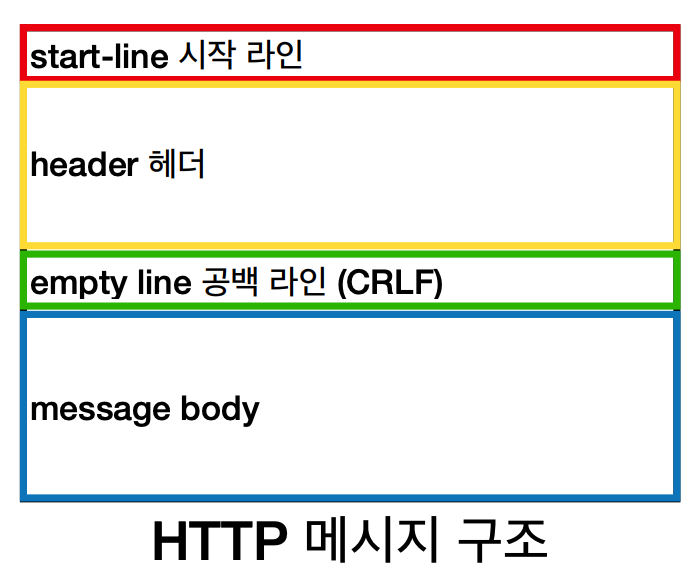 start-line 시작 라인
header 헤더
empty line 공백 라인 (CRLF)
message body
HTTP 메시지 구조